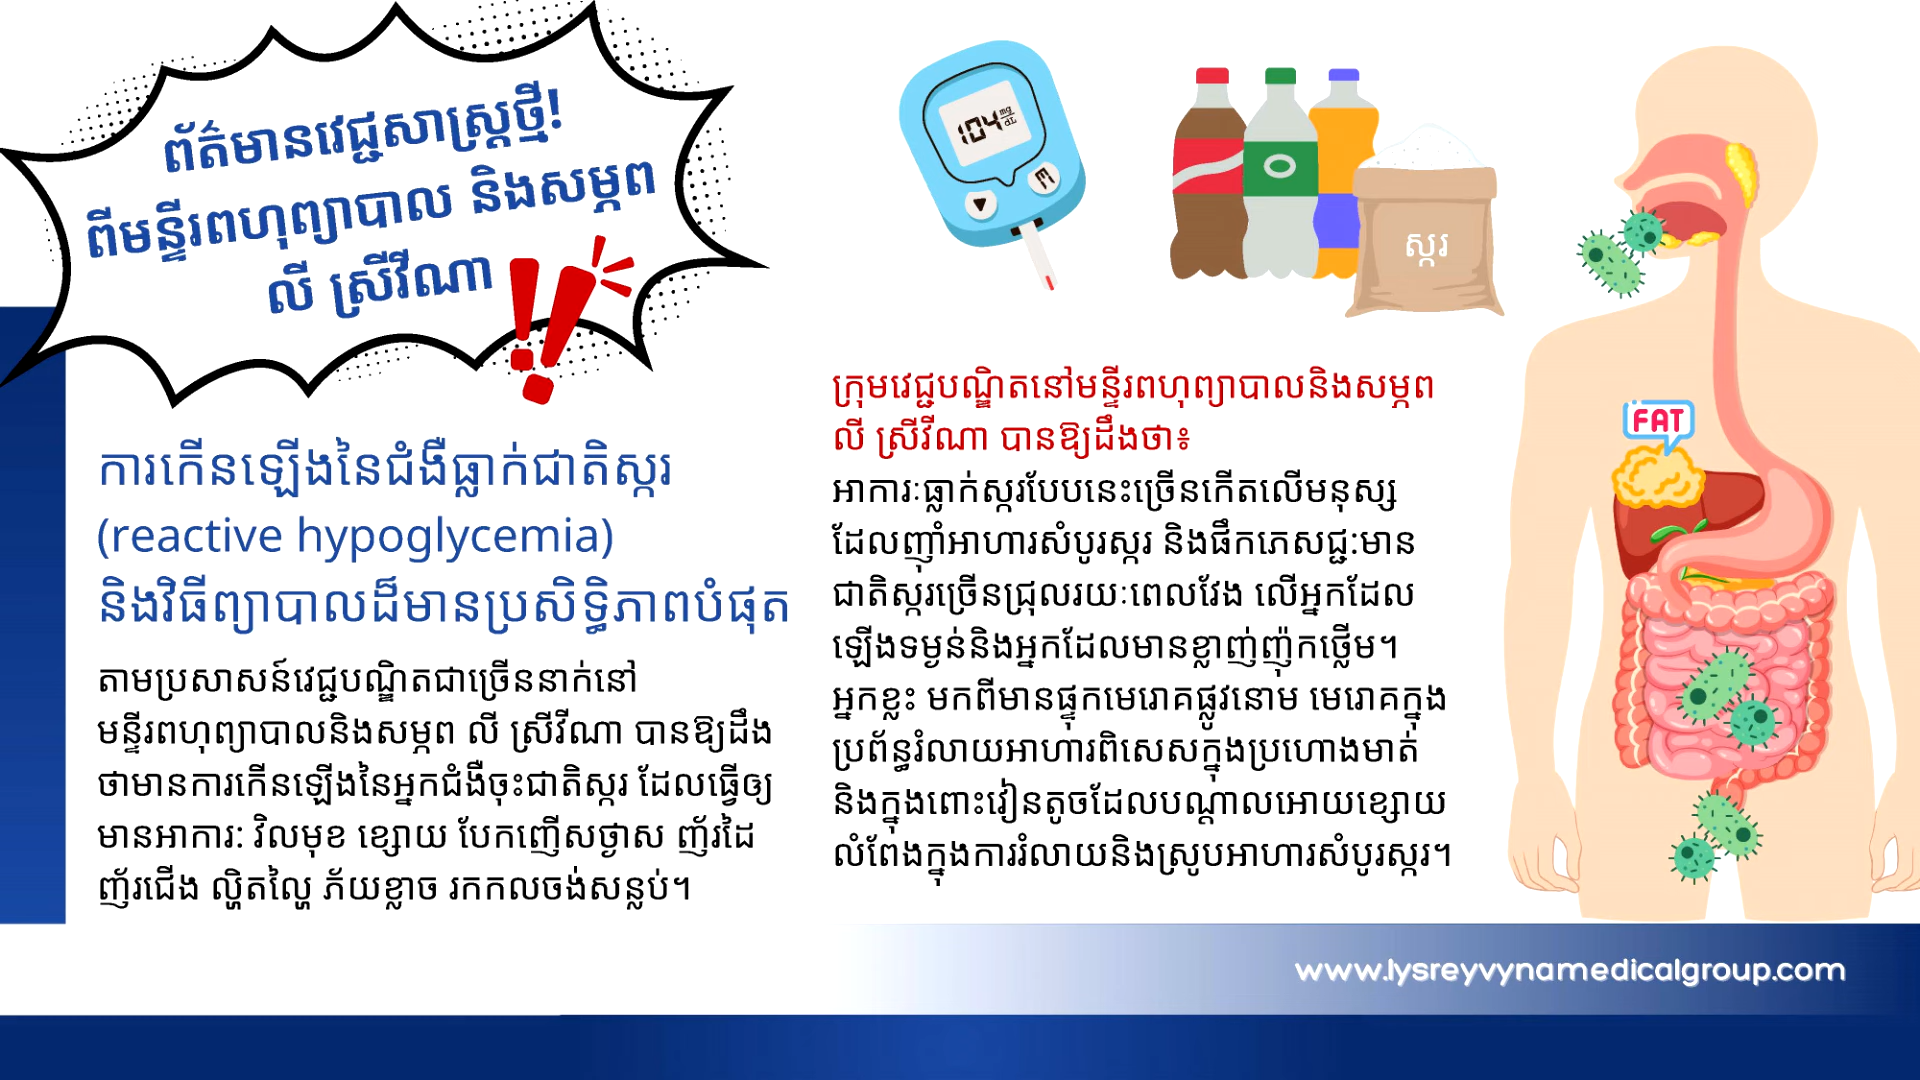 ព័ត៌មានវេជ្ជសាស្ត្រថ្មី!
ពីមន្ទីរពហុព្យាបាល និងសម្ភព
លី ស្រីវីណា
ការកើនឡើងនៃជំងឺធ្លាក់ជាតិស្ករ
(reactive hypoglycemia)
និងវិធីព្យាបាលដ៏មានប្រសិទ្ធិភាពបំផុត
តាមប្រសាសន៍វេជ្ជបណ្ឌិតជាច្រើននាក់នៅ
មន្ទីរពហុព្យាបាលនិងសម្ភព លី ស្រីវីណា បានឱ្យដឹង
ថាមានការកើនឡើងនៃអ្នកជំងឺចុះជាតិស្ករ ដែលធ្វើឲ្យ
មានអាការ: វិលមុខ ខ្សោយ បែកញើសថ្ងាស ញ័រដៃ
ញ័រជើង ល្ហិតល្ហៃ ភ័យខ្លាច រកកលចង់សន្លប់។
104 mg/dL
ស្ករ
ក្រុមវេជ្ជបណ្ឌិតនៅមន្ទីរពហុព្យាបាលនិងសម្ភព
លី ស្រីវីណា បានឱ្យដឹងថា៖
អាការៈធ្លាក់ស្ករបែបនេះច្រើនកើតលើមនុស្ស
ដែលញ៉ាំអាហារសំបូរស្ករ និងផឹកភេសជ្ជ:មាន
ជាតិស្ករច្រើនជ្រុលរយៈពេលវែង លើអ្នកដែល
ឡើងទម្ងន់និងអ្នកដែលមានខ្លាញ់ញ៉ុកថ្លើម។
អ្នកខ្លះ មកពីមានផ្ទុកមេរោគផ្លូវនោម មេរោគក្នុង
ប្រព័ន្ធរំលាយអាហារពិសេសក្នុងប្រហោងមាត់
និងក្នុងពោះវៀនតូចដែលបណ្តាលអោយខ្សោយ
លំពែងក្នុងការរំលាយនិងស្រូបអាហារសំបូរស្ករ។
FAT
www.lysreyvynamedicalgroup.com